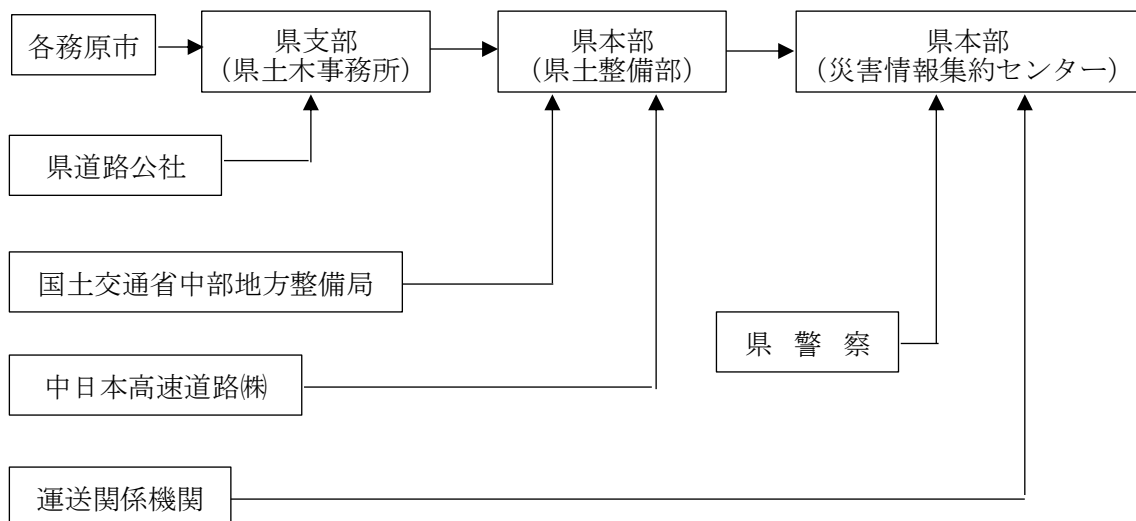 各務原市
県支部
（県土木事務所）
県本部
（県土整備部）
県本部
（災害情報集約センター）
県道路公社
国土交通省中部地方整備局
県 警 察
中日本高速道路㈱
運送関係機関